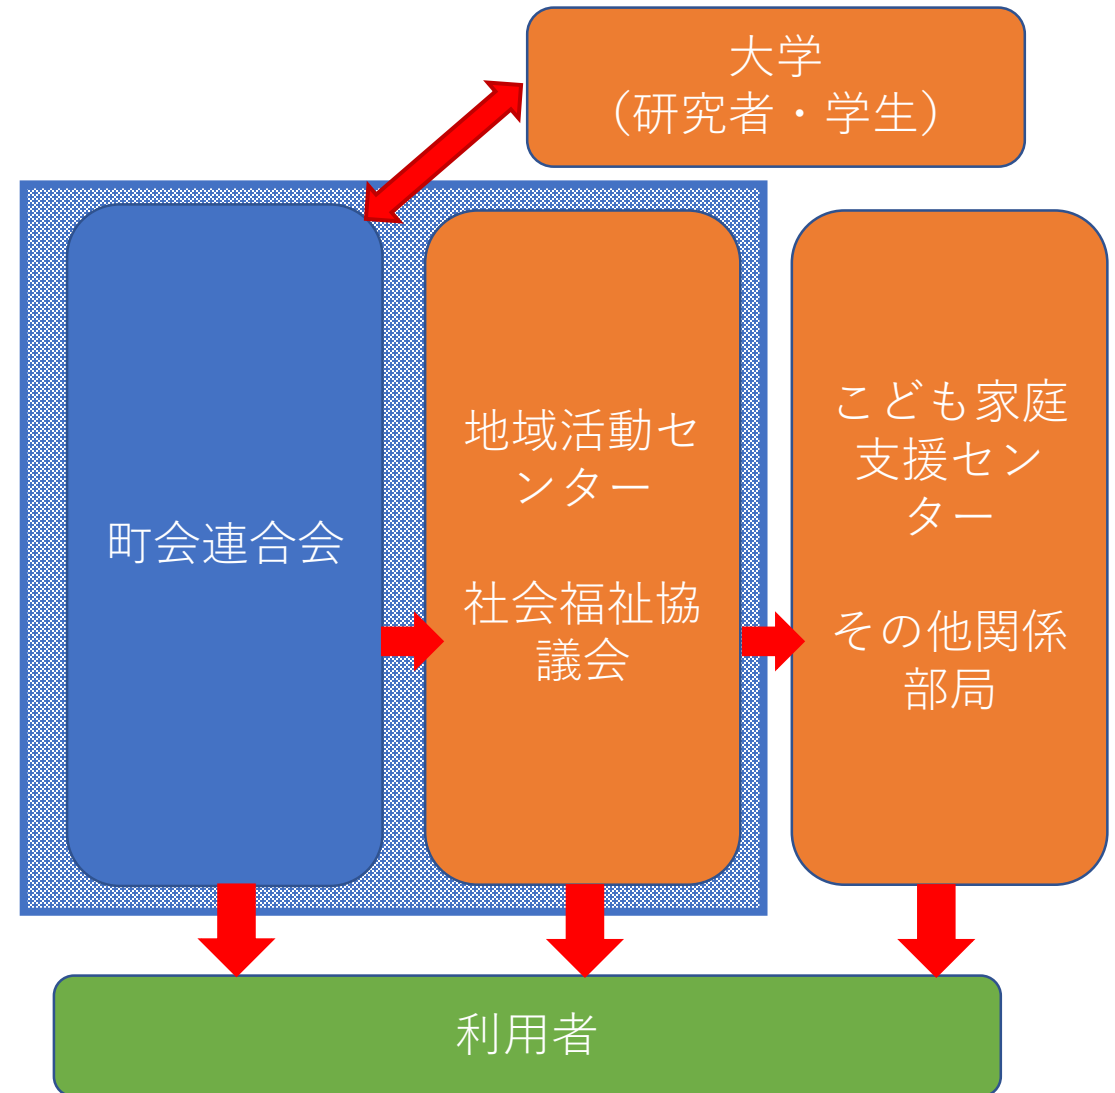 大学
（研究者・学生）
町会連合会
地域活動セ
ンター
社会福祉協
議会
こども家庭
支援セン
ター
その他関係
部局
利用者